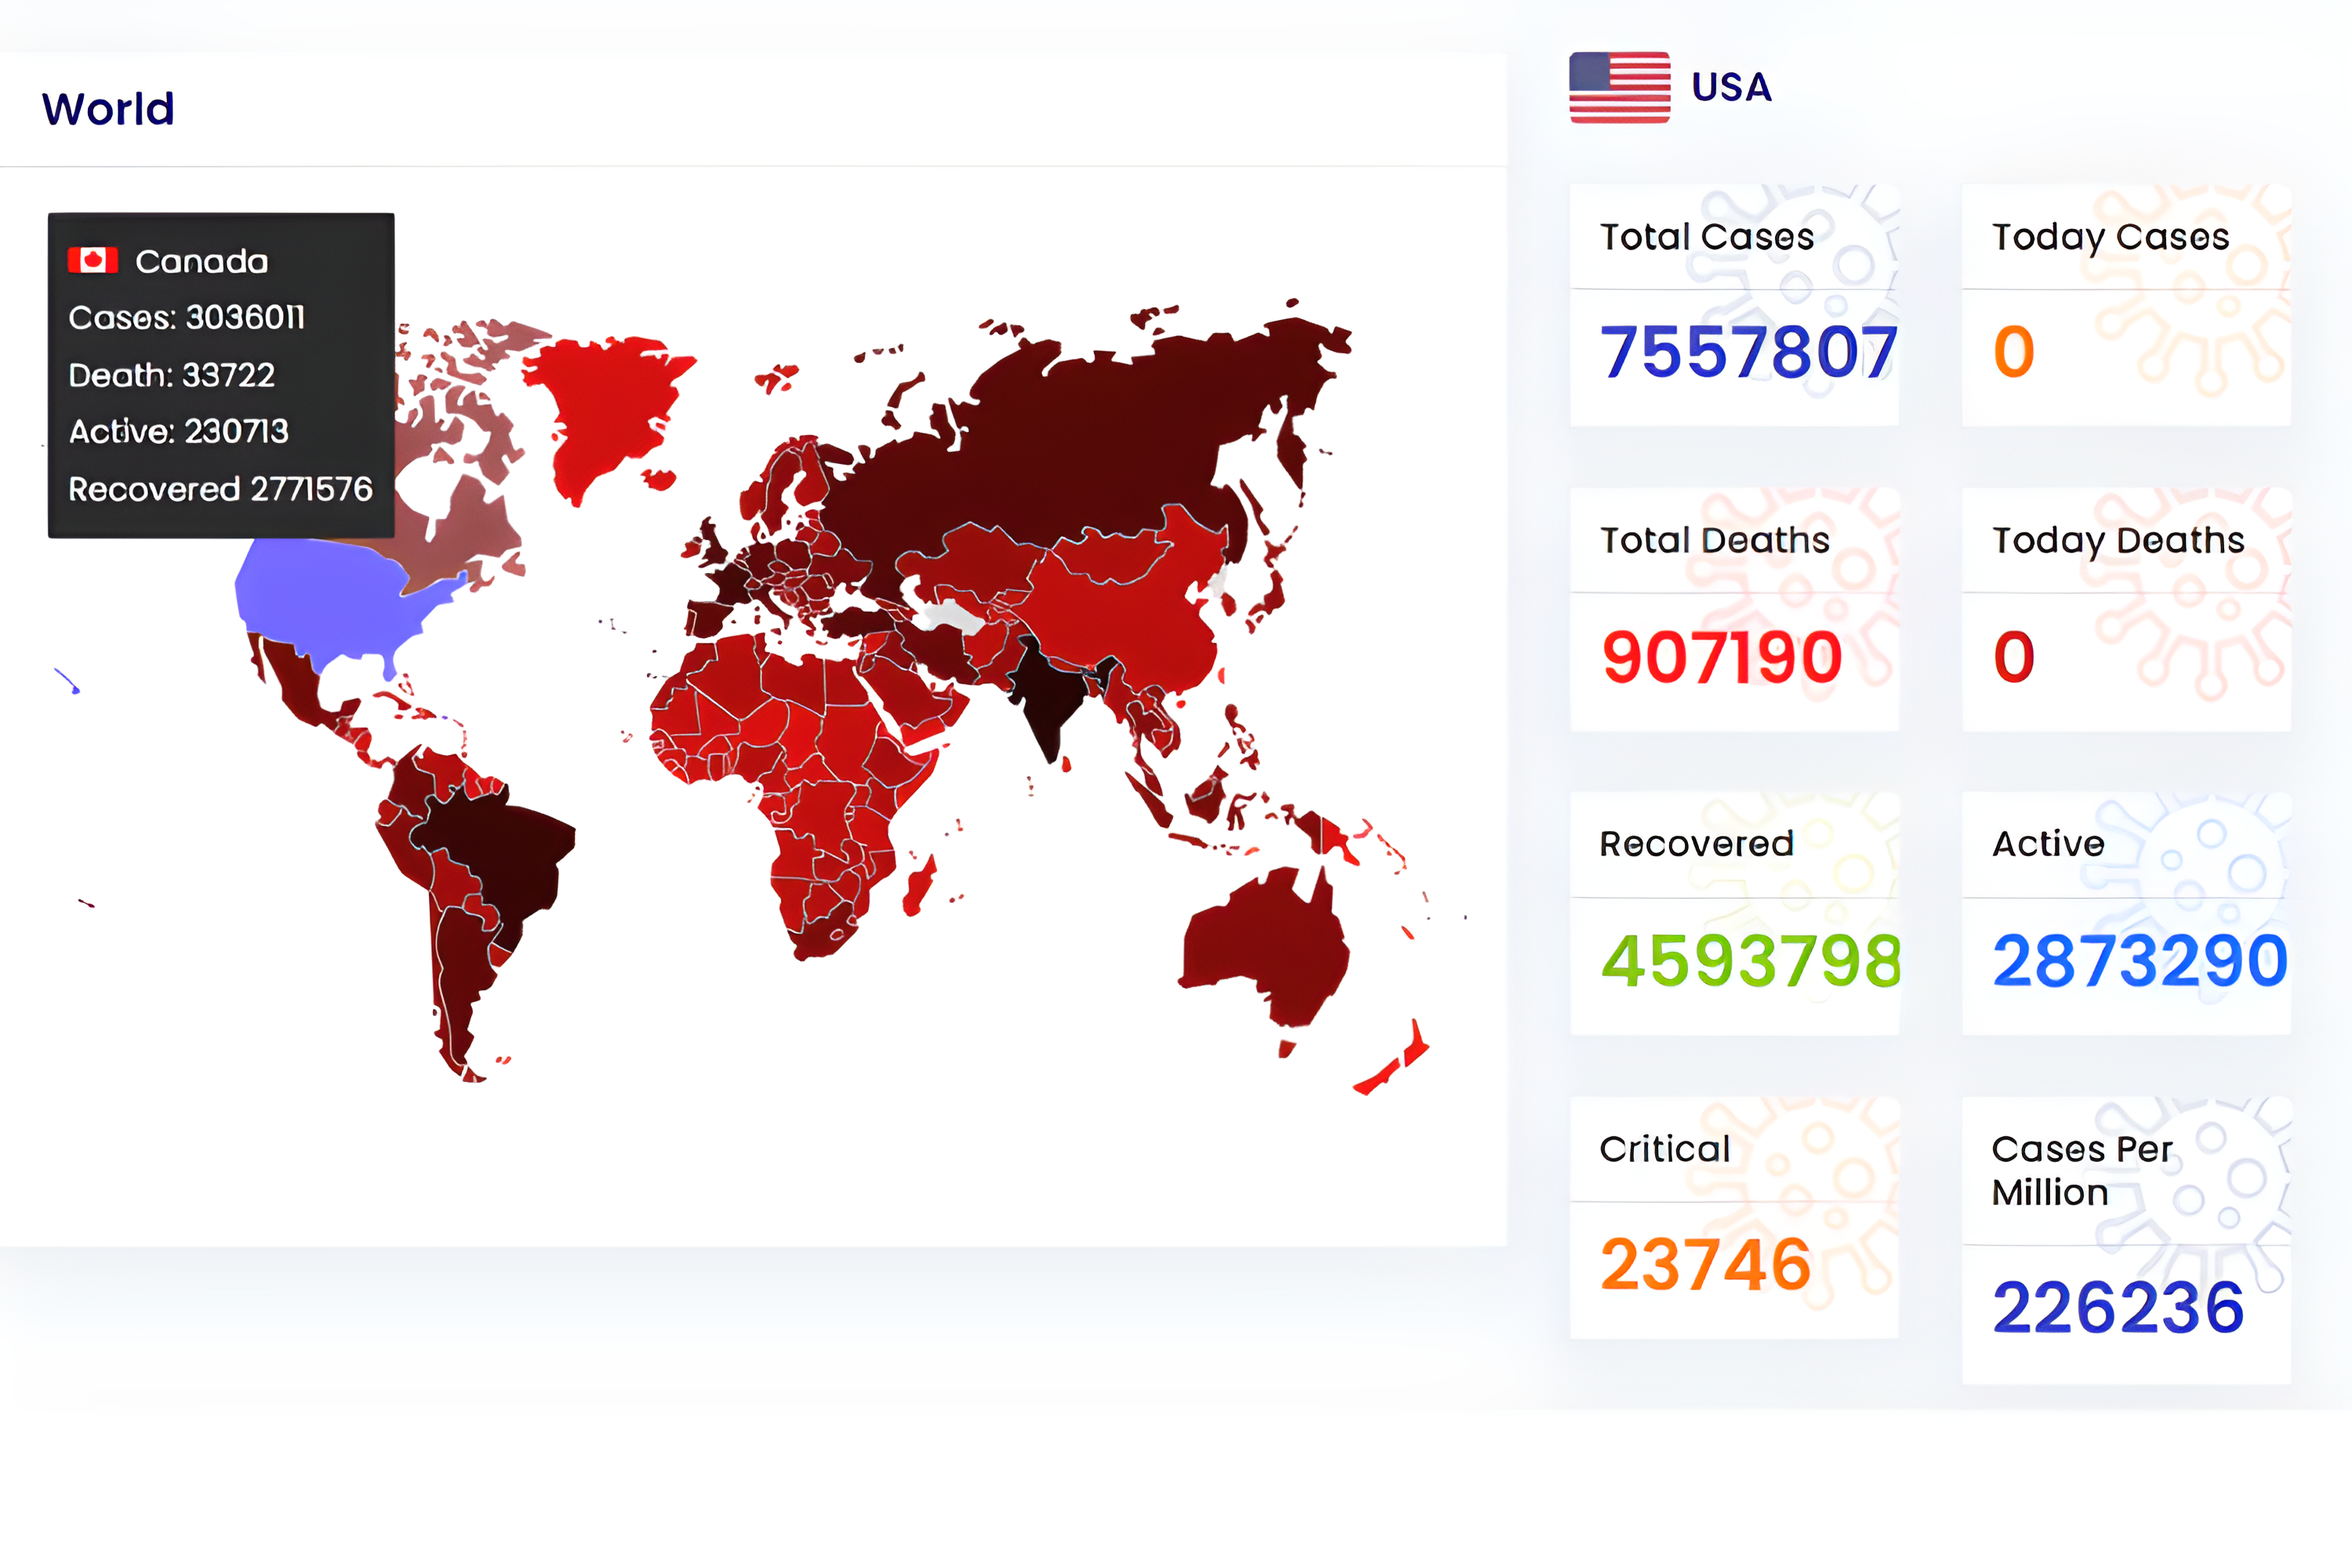 World
Canada
Cases: 3036011
Death: 33722
Active: 230713
Recovered 2771576
USA
Total Cases
7557807
Today Cases
0
Total Deaths
907190
Today Deaths
0
Recovered
4593798
Active
2873290
Critical
23746
Cases Per
Million
226236